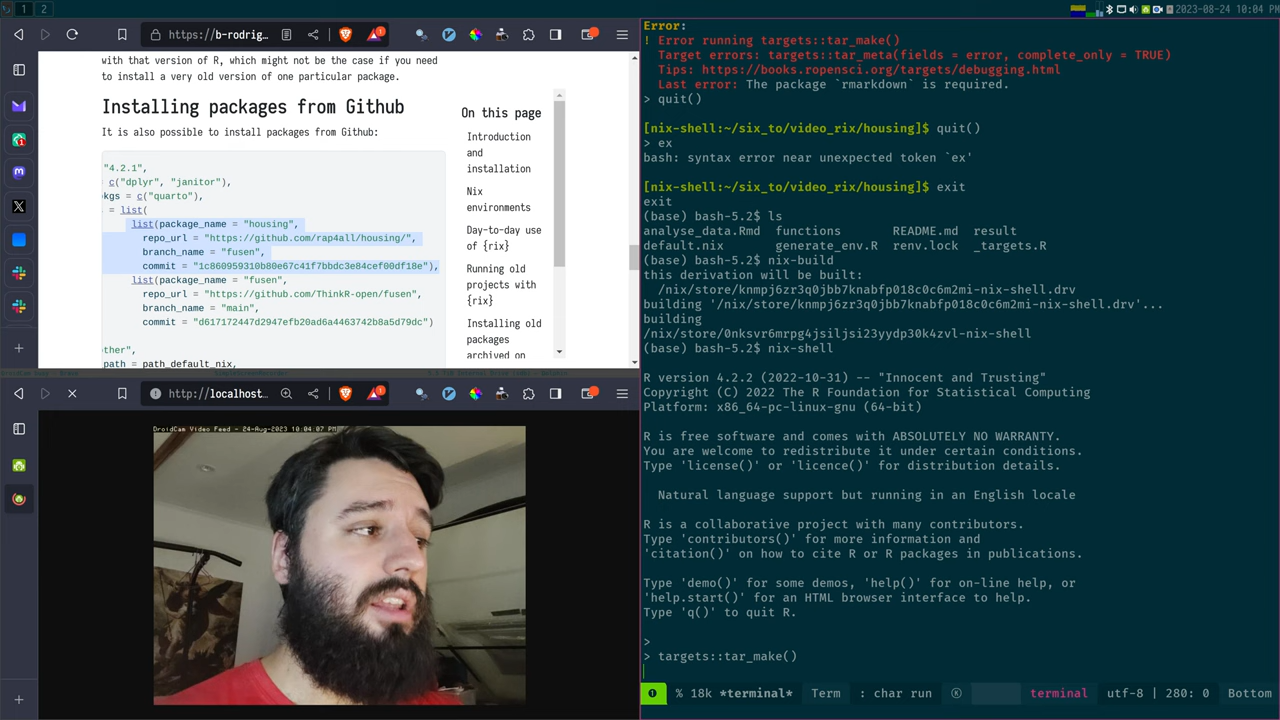 1 2
2023-08-24 10:04 PM
https://b-rodrig
with that version of R, which might not be the case if you need
to install a very old version of one particular package.
Installing packages from Github
It is also possible to install packages from Github:
"4.2.1",
c("dplyr", "janitor"),
kgs = c("quarto"),
= list(
list(package_name = "housing",
repo_url = "https://github.com/rap4all/housing/",
branch_name = "fusen",
commit = "1c860959310b80e67c41f7bbdc3e84cef00df18e"),
list(package_name = "fusen",
repo_url = "https://github.com/ThinkR-open/fusen",
branch_name = "main",
commit = "d617172447d2947efb20ad6a4463742b8a5d79dc")
ther",
path = path_default_nix,
On this page
Introduction
and
installation
Nix
environments
Day-to-day use
of {rix}
Running old
projects with
{rix}
Installing old
packages
archived on
http://localhost
DroidCam Video Feed - 24-Aug-2023 10:04:07 PM
Error:
! Error running targets::tar_make()
Target errors: targets::tar_meta(fields = error, complete_only = TRUE)
Tips: https://books.ropensci.org/targets/debugging.html
Last error: The package `rmarkdown` is required.
> quit()
[nix-shell:~/six_to/video_rix/housing]$ quit()
> ex
bash: syntax error near unexpected token `ex'
[nix-shell:~/six_to/video_rix/housing]$ exit
exit
(base) bash-5.2$ ls
analyse_data.Rmd functions README.md result
default.nix generate_env.R renv.lock _targets.R
(base) bash-5.2$ nix-build
this derivation will be built:
/nix/store/knmpj6zr3q0jbb7knabfp018c0c6m2mi-nix-shell.drv
building '/nix/store/knmpj6zr3q0jbb7knabfp018c0c6m2mi-nix-shell.drv'...
building
/nix/store/0nksvr6mrpg4jsiljsi23yydp30k4zvl-nix-shell
(base) bash-5.2$ nix-shell
R version 4.2.2 (2022-10-31) -- "Innocent and Trusting"
Copyright (C) 2022 The R Foundation for Statistical Computing
Platform: x86_64-pc-linux-gnu (64-bit)
R is free software and comes with ABSOLUTELY NO WARRANTY.
You are welcome to redistribute it under certain conditions.
Type 'license()' or 'licence()' for distribution details.
Natural language support but running in an English locale
R is a collaborative project with many contributors.
Type 'contributors()' for more information and
'citation()' on how to cite R or R packages in publications.
Type 'demo()' for some demos, 'help()' for on-line help, or
'help.start()' for an HTML browser interface to help.
Type 'q()' to quit R.
>
> targets::tar_make()
% 18k *terminal* Term : char run terminal utf-8 | 280: 0 Bottom